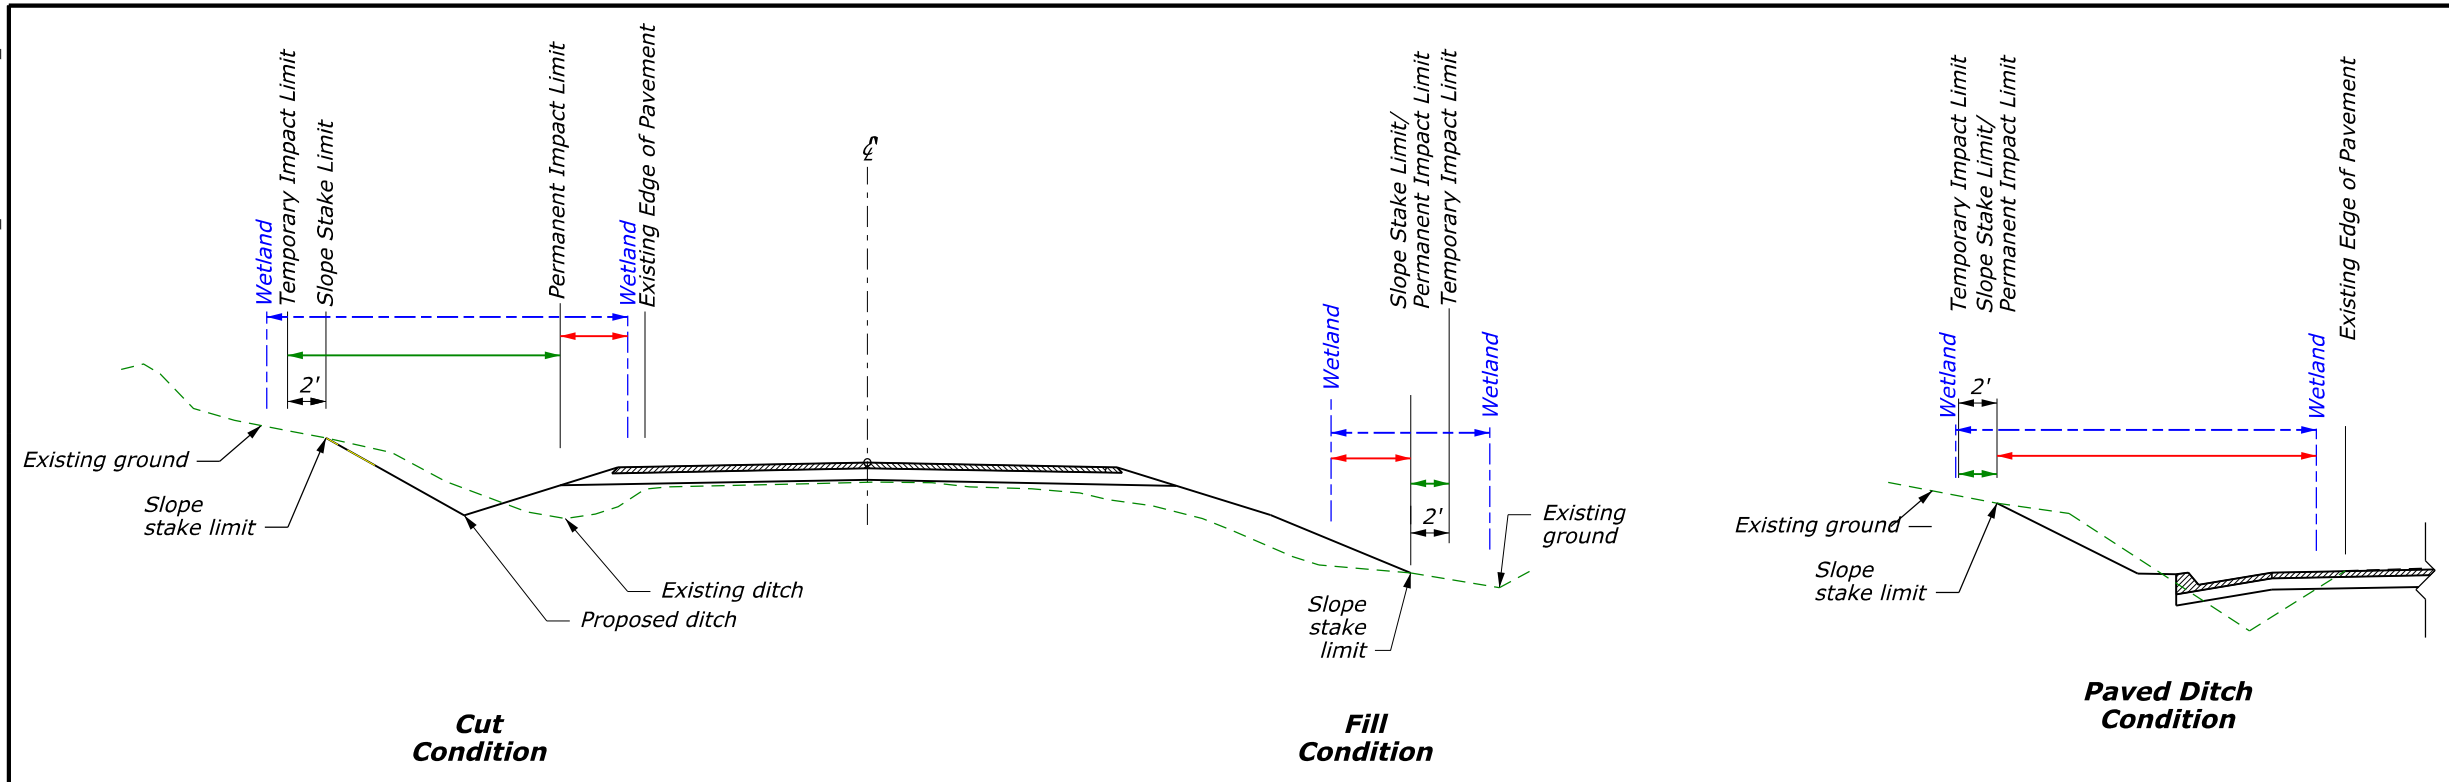 Wetland
Temporary Impact Limit
Slope Stake Limit
Permanent Impact Limit
Wetland
Existing Edge of Pavement
℄
Slope Stake Limit/
Permanent Impact Limit
Temporary Impact Limit
Temporary Impact Limit
Slope Stake Limit/
Permanent Impact Limit
Existing Edge of Pavement
Wetland
Wetland
Wetland
Wetland
2'
2'
2'
Existing ground
Slope
stake limit
Existing ditch
Proposed ditch
Existing
ground
Slope
stake
limit
Existing ground
Slope
stake limit
Cut
Condition
Fill
Condition
Paved Ditch
Condition